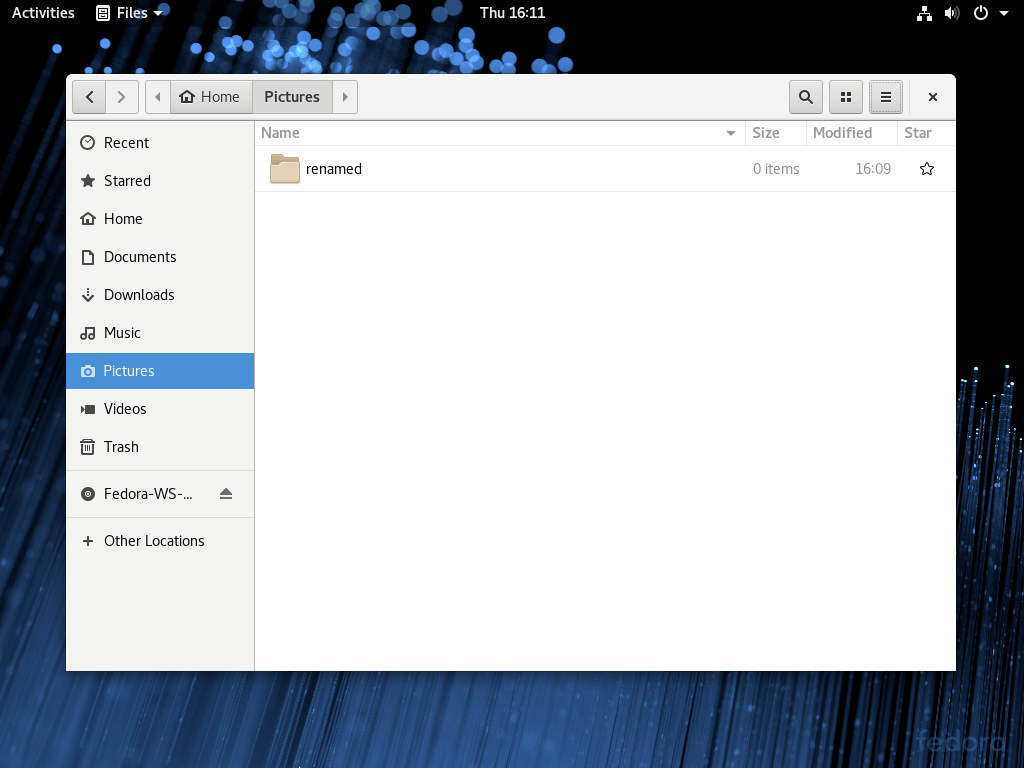 Activities Files Thu 16:11
Home Pictures
Name Size Modified Star
renamed 0 items 16:09
Recent
Starred
Home
Documents
Downloads
Music
Pictures
Videos
Trash
Fedora-WS-...
Other Locations
fedora